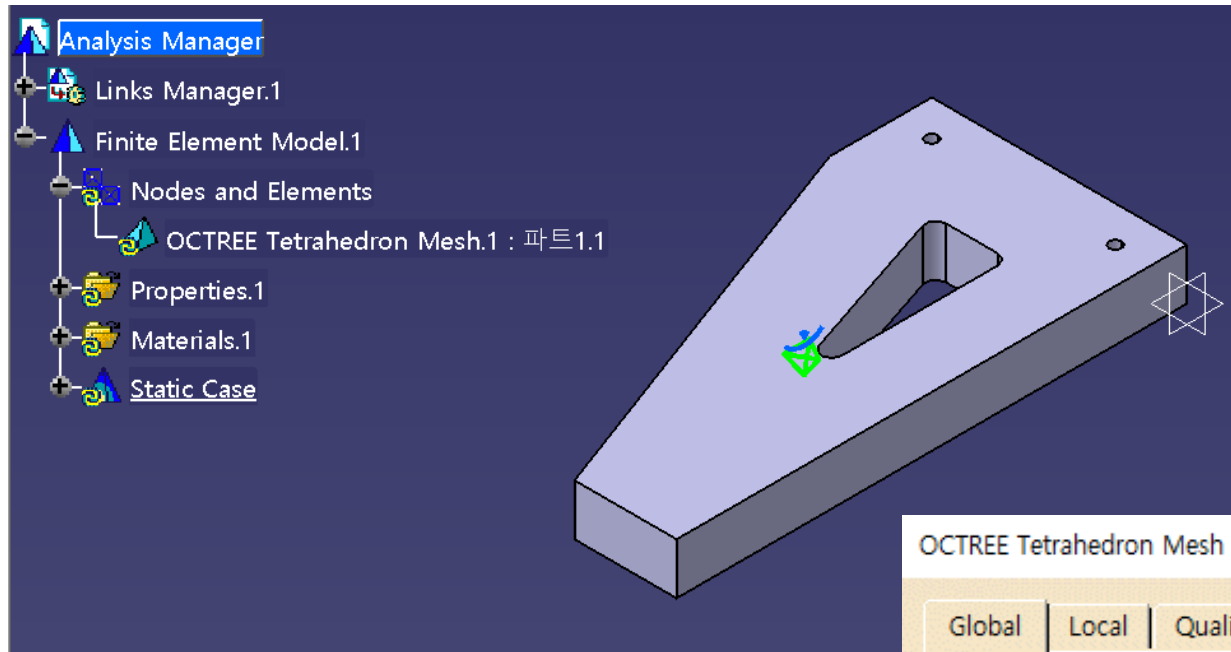 Analysis Manager
Links Manager.1
Finite Element Model.1
Nodes and Elements
OCTREE Tetrahedron Mesh.1 : 파트1.1
Properties.1
Materials.1
Static Case
OCTREE Tetrahedron Mesh
Global Local Quali